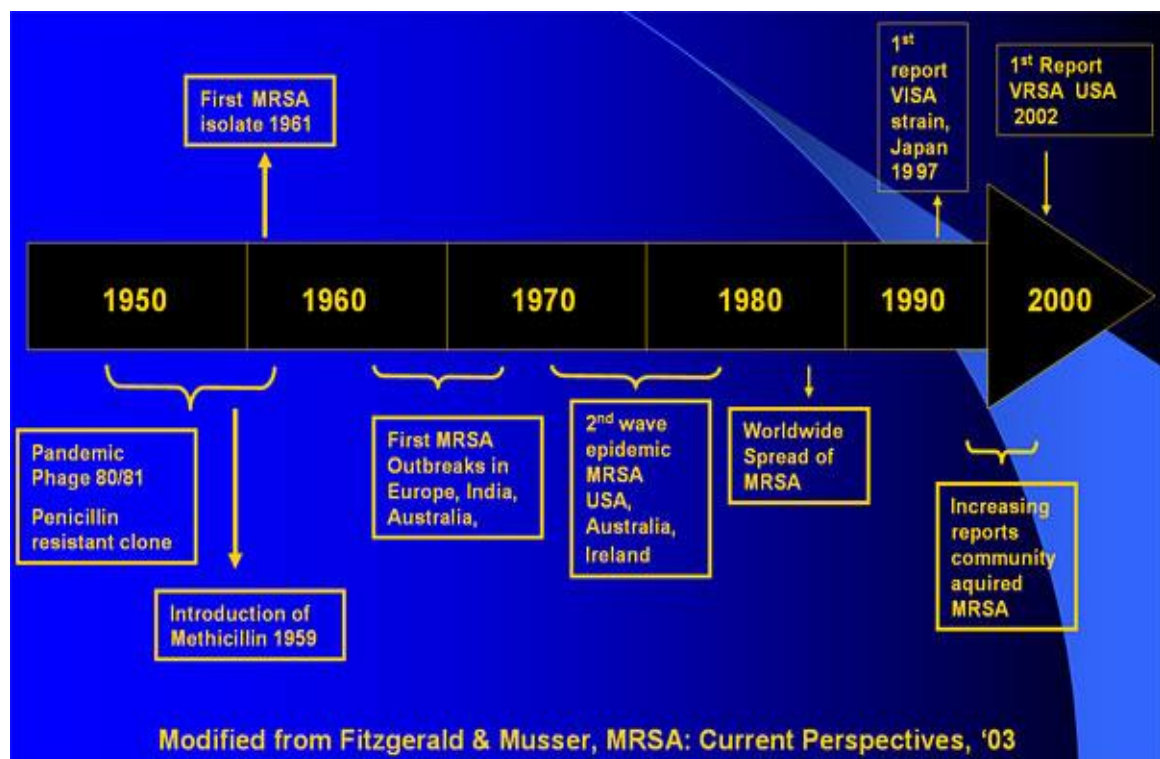 First MRSA
isolate 1961
1st
report
VISA
strain,
Japan
1997
1st Report
VRSA USA
2002
1950
1960
1970
1980
1990
2000
Pandemic
Phage 80/81
Penicillin
resistant clone
Introduction of
Methicillin 1959
First MRSA
Outbreaks in
Europe, India,
Australia,
2nd wave
epidemic
MRSA
USA,
Australia,
Ireland
Worldwide
Spread of
MRSA
Increasing
reports
community
aquired
MRSA
Modified from Fitzgerald & Musser, MRSA: Current Perspectives, ‘03